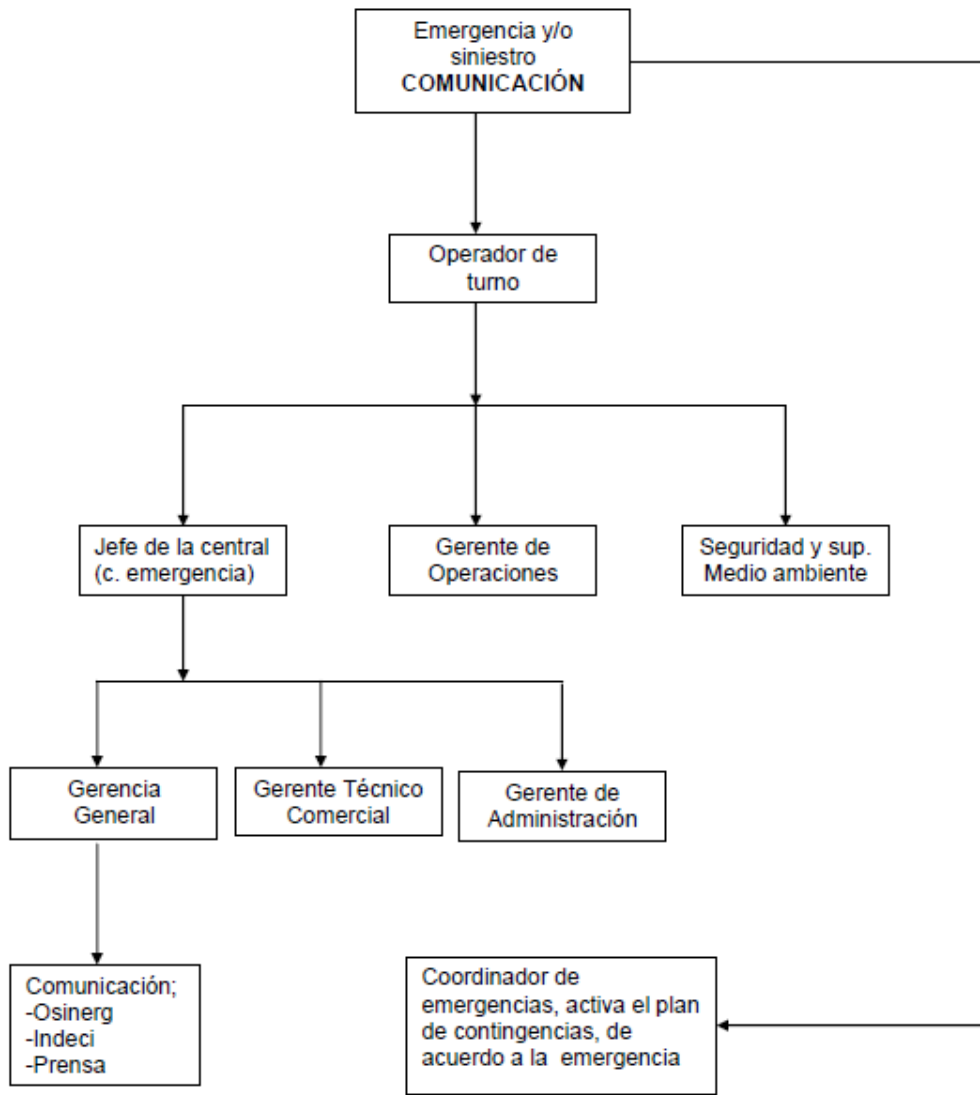 Emergencia y/o
siniestro
COMUNICACIÓN
Operador de
turno
Jefe de la central
(c. emergencia)
Gerente de
Operaciones
Seguridad y sup.
Medio ambiente
Gerencia
General
Gerente Técnico
Comercial
Gerente de
Administración
Comunicación;
-Osinerg
-Indeci
-Prensa
Coordinador de
emergencias, activa el plan
de contingencias, de
acuerdo a la emergencia